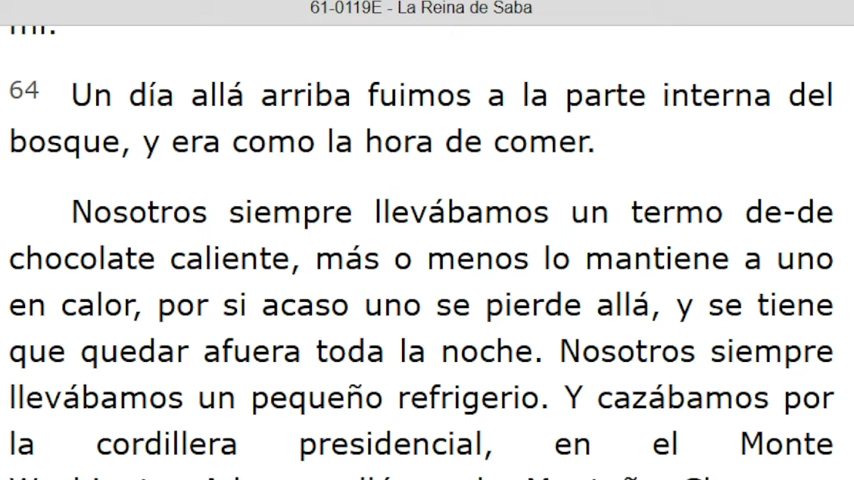 61-0119E - La Reina de Saba
mí.
64 Un día allá arriba fuimos a la parte interna del
bosque, y era como la hora de comer.
Nosotros siempre llevábamos un termo de-de
chocolate caliente, más o menos lo mantiene a uno
en calor, por si acaso uno se pierde allá, y se tiene
que quedar afuera toda la noche. Nosotros siempre
llevábamos un pequeño refrigerio. Y cazábamos por
la cordillera presidencial, en el Monte